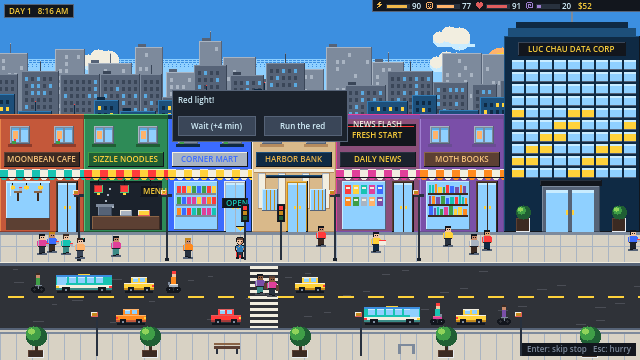 DAY 1 8:16 AM
90 77 91 20 $52
LUC CHAU DATA CORP
Red light!
Wait (+4 min) Run the red
NEWS FLASH
FRESH START
MOONBEAN CAFE
SIZZLE NOODLES
CORNER MART
HARBOR BANK
DAILY NEWS
MOTH BOOKS
MENU
OPEN
Enter: skip stop Esc: hurry